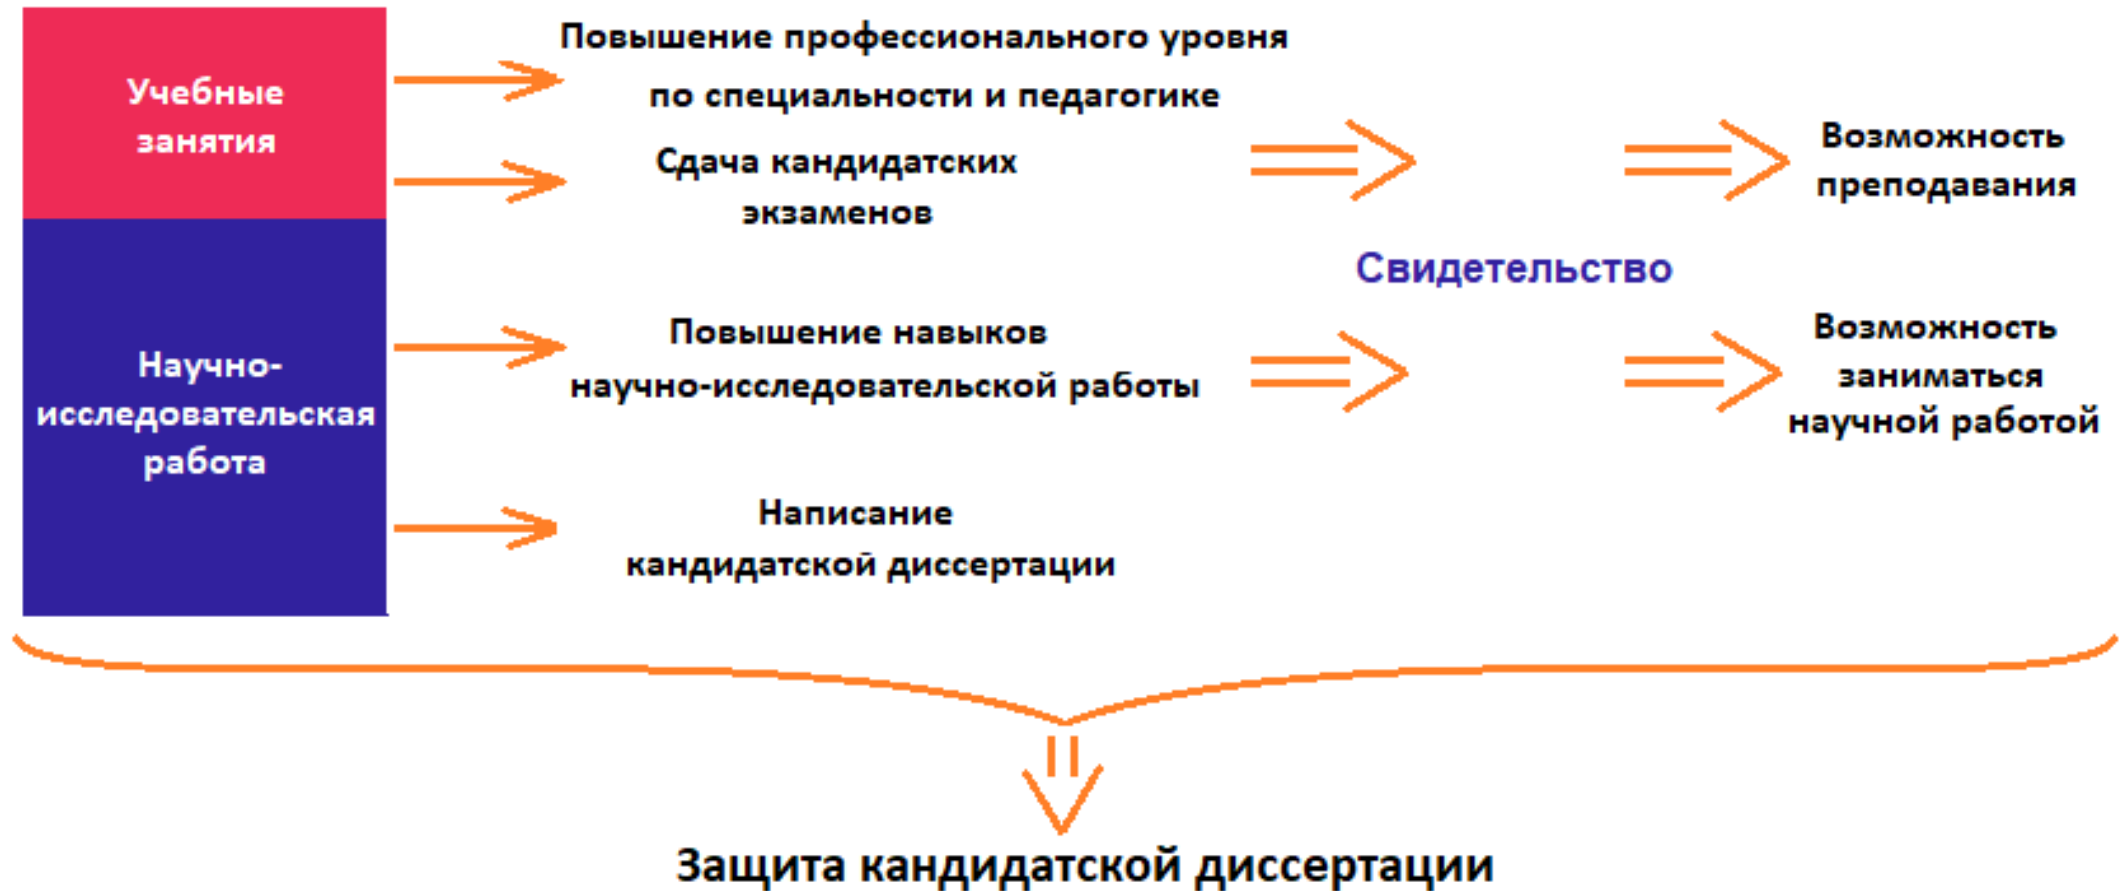 Учебные
занятия
Повышение профессионального уровня
по специальности и педагогике
Сдача кандидатских
экзаменов
Возможность
преподавания
Свидетельство
Научно-
исследовательская
работа
Повышение навыков
научно-исследовательской работы
Возможность
заниматься
научной работой
Написание
кандидатской диссертации
Защита кандидатской диссертации